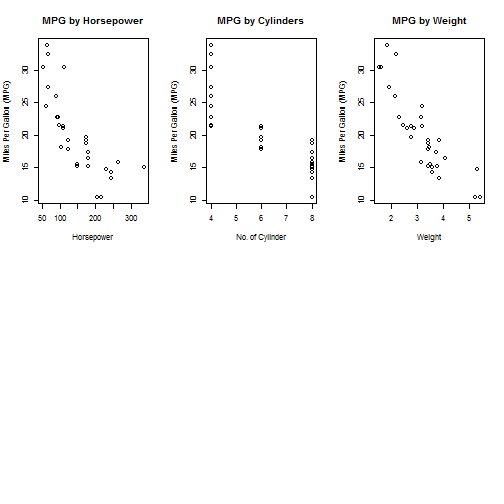 MPG by Horsepower
Miles Per Gallon (MPG)
10 15 20 25 30
50 100 200 300
Horsepower
MPG by Cylinders
Miles Per Gallon (MPG)
10 15 20 25 30
4 5 6 7 8
No. of Cylinder
MPG by Weight
Miles Per Gallon (MPG)
10 15 20 25 30
2 3 4 5
Weight